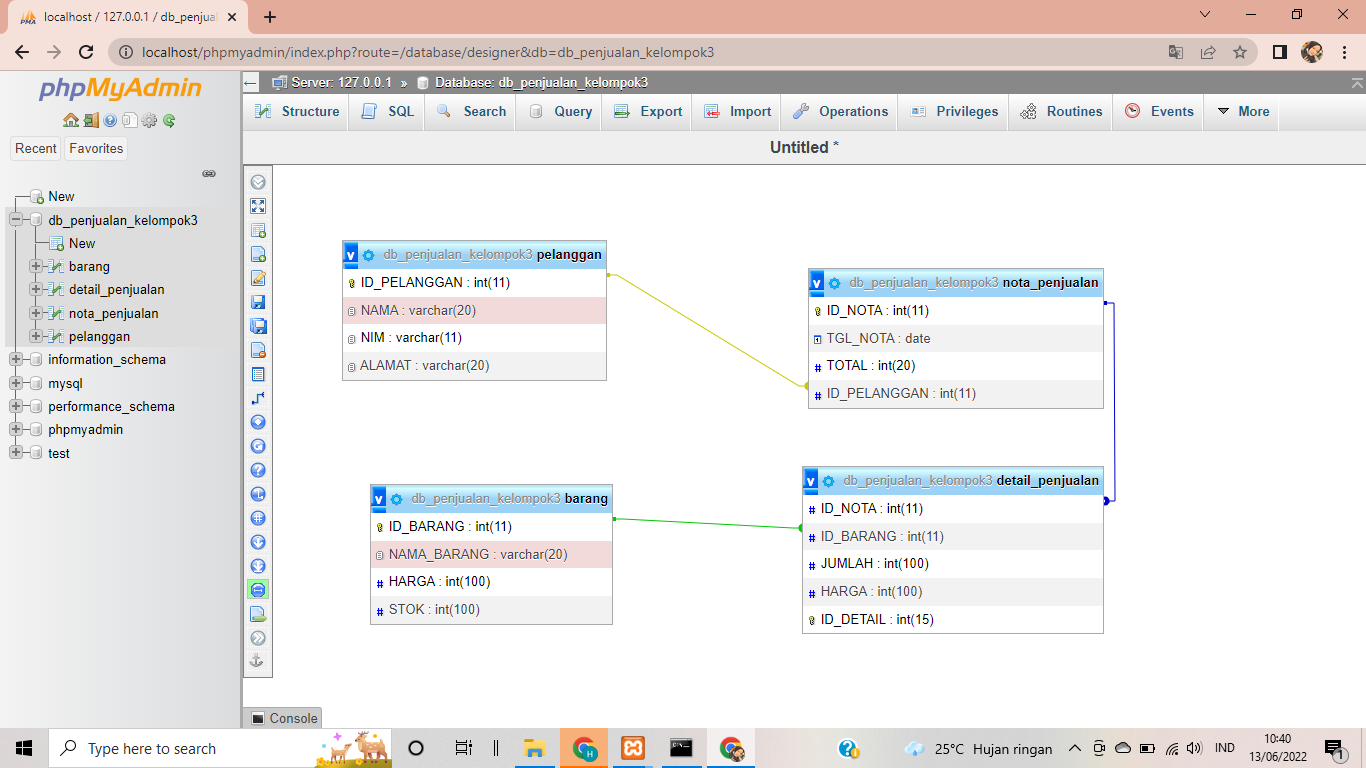 localhost / 127.0.0.1 / db_penjual
localhost/phpmyadmin/index.php?route=/database/designer&db=db_penjualan_kelompok3
phpMyAdmin
Recent Favorites
New
db_penjualan_kelompok3
New
barang
detail_penjualan
nota_penjualan
pelanggan
information_schema
mysql
performance_schema
phpmyadmin
test
Server: 127.0.0.1 » Database: db_penjualan_kelompok3
Structure SQL Search Query Export Import Operations Privileges Routines Events More
Untitled *
v db_penjualan_kelompok3 pelanggan
ID_PELANGGAN : int(11)
NAMA : varchar(20)
NIM : varchar(11)
ALAMAT : varchar(20)
v db_penjualan_kelompok3 nota_penjualan
ID_NOTA : int(11)
TGL_NOTA : date
# TOTAL : int(20)
# ID_PELANGGAN : int(11)
v db_penjualan_kelompok3 barang
ID_BARANG : int(11)
NAMA_BARANG : varchar(20)
# HARGA : int(100)
# STOK : int(100)
v db_penjualan_kelompok3 detail_penjualan
# ID_NOTA : int(11)
# ID_BARANG : int(11)
# JUMLAH : int(100)
# HARGA : int(100)
ID_DETAIL : int(15)
Console
Type here to search
25°C Hujan ringan
IND
10:40
13/06/2022
1